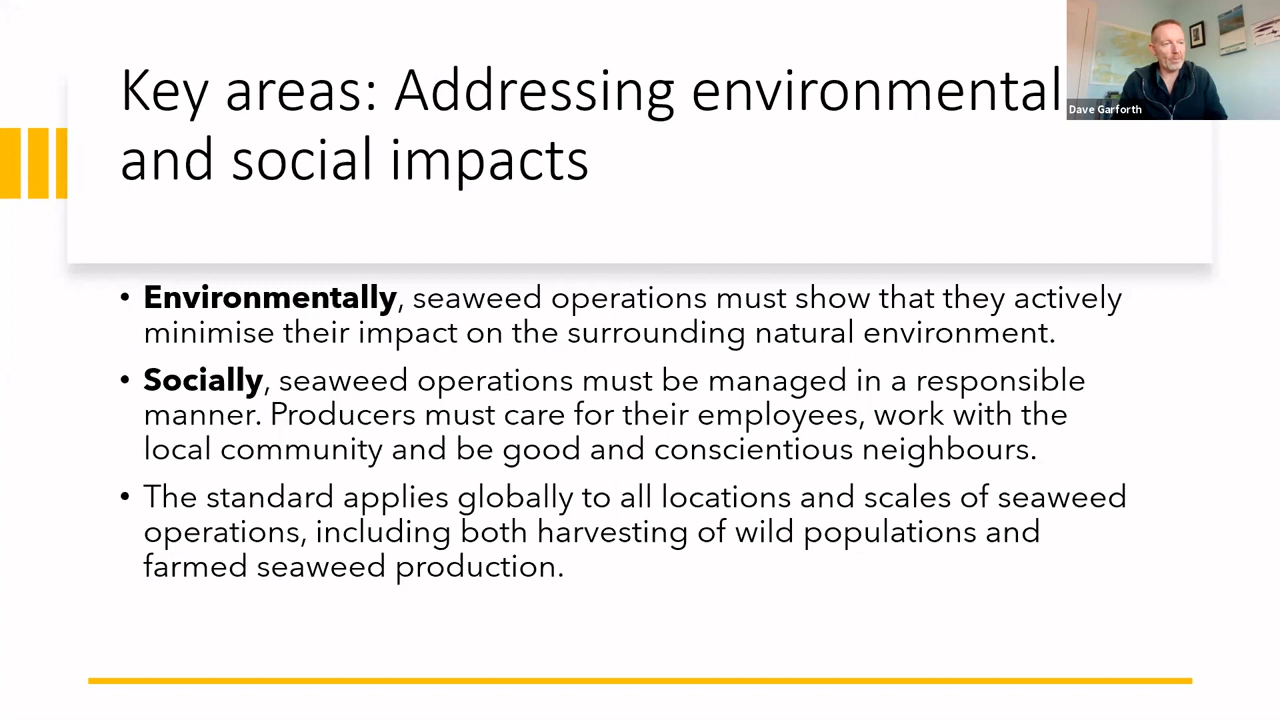 Key areas: Addressing environmental
and social impacts
Dave Garforth
• Environmentally, seaweed operations must show that they actively
minimise their impact on the surrounding natural environment.
• Socially, seaweed operations must be managed in a responsible
manner. Producers must care for their employees, work with the
local community and be good and conscientious neighbours.
• The standard applies globally to all locations and scales of seaweed
operations, including both harvesting of wild populations and
farmed seaweed production.